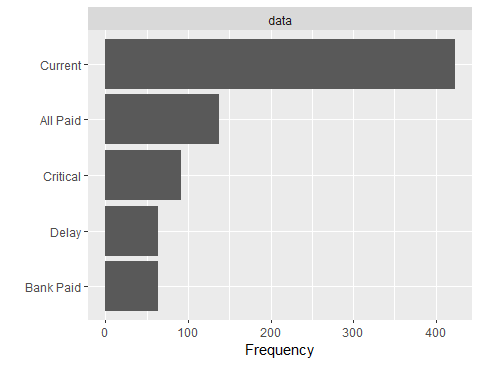 data
Current
All Paid
Critical
Delay
Bank Paid
0 100 200 300 400
Frequency